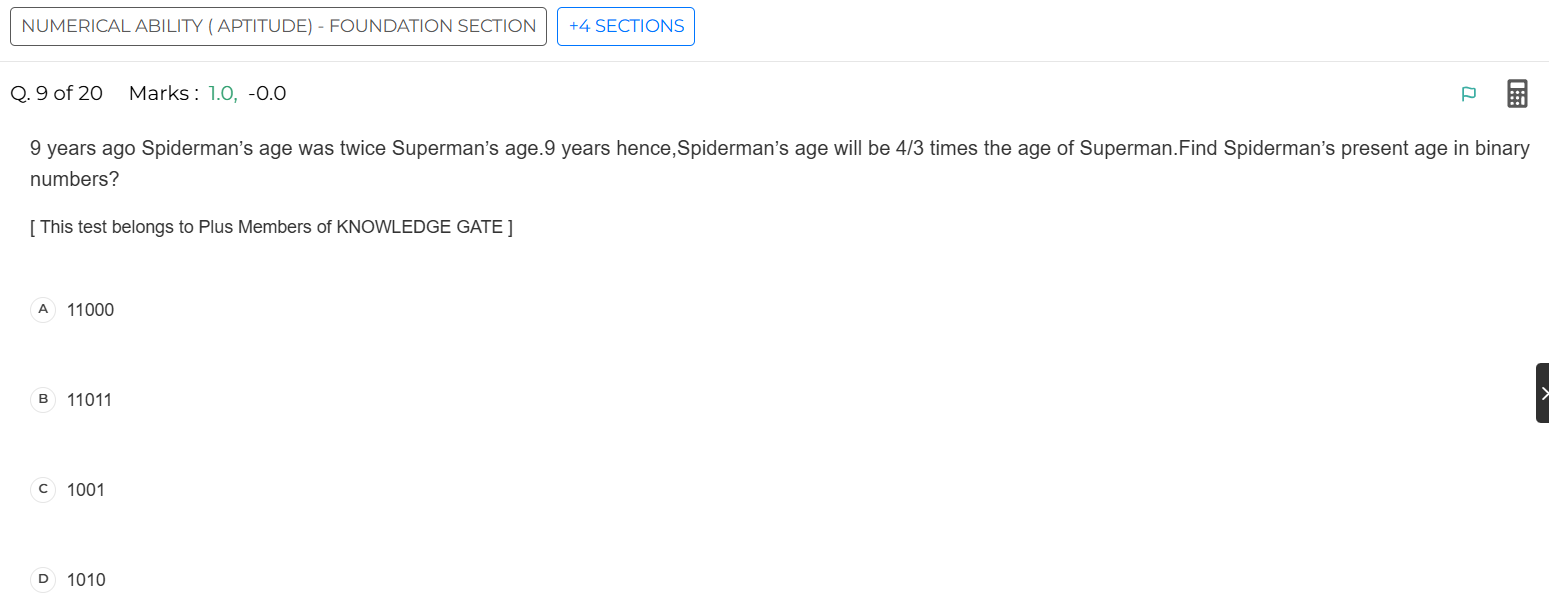 NUMERICAL ABILITY ( APTITUDE) - FOUNDATION SECTION +4 SECTIONS
Q. 9 of 20 Marks : 1.0, -0.0
9 years ago Spiderman’s age was twice Superman’s age.9 years hence,Spiderman’s age will be 4/3 times the age of Superman.Find Spiderman’s present age in binary
numbers?
[ This test belongs to Plus Members of KNOWLEDGE GATE ]
A 11000
B 11011
C 1001
D 1010